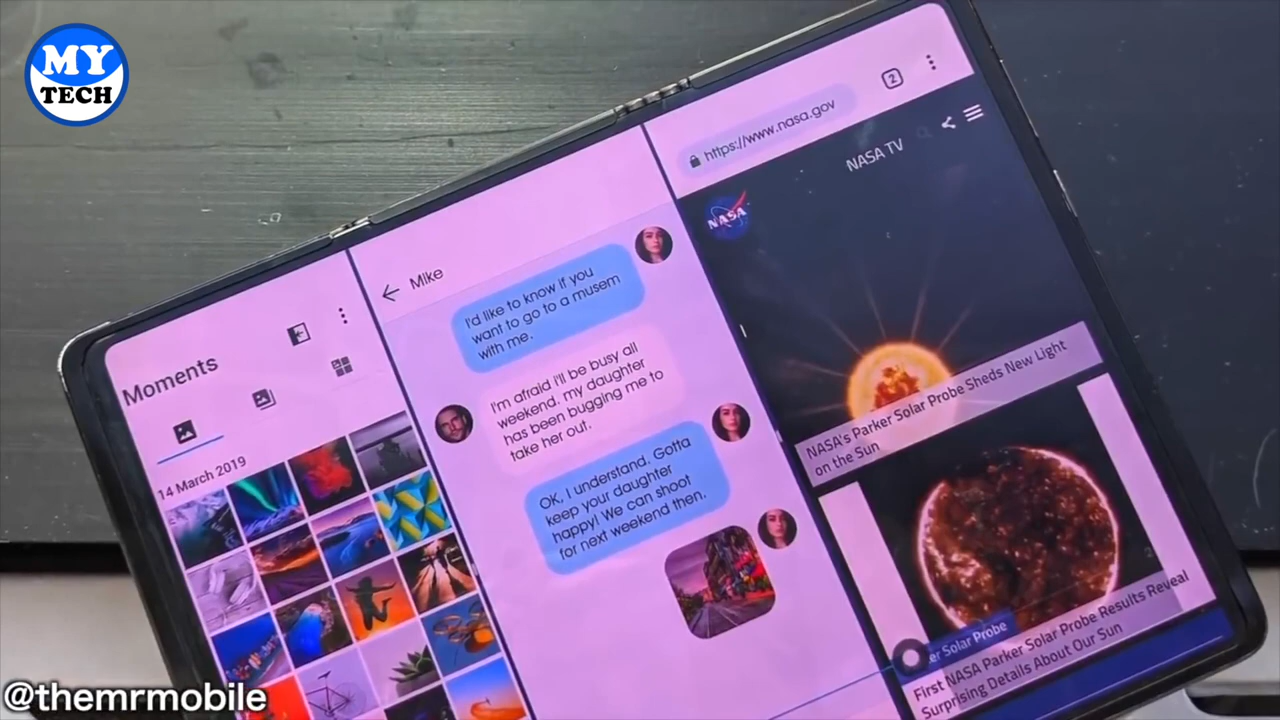 MY
TECH
Moments
14 March 2019
Mike
I'd like to know if you
want to go to a musem
with me.
I'm afraid i'll be busy all
weekend. my daughter
has been bugging me to
take her out.
OK, I understand. Gotta
keep your daughter
happy! We can shoot
for next weekend then.
2
https://www.nasa.gov
NASA TV
NASA
NASA's Parker Solar Probe Sheds New Light
on the Sun
er Solar Probe
First NASA Parker Solar Probe Results Reveal
Surprising Details About Our Sun
@themrmobile